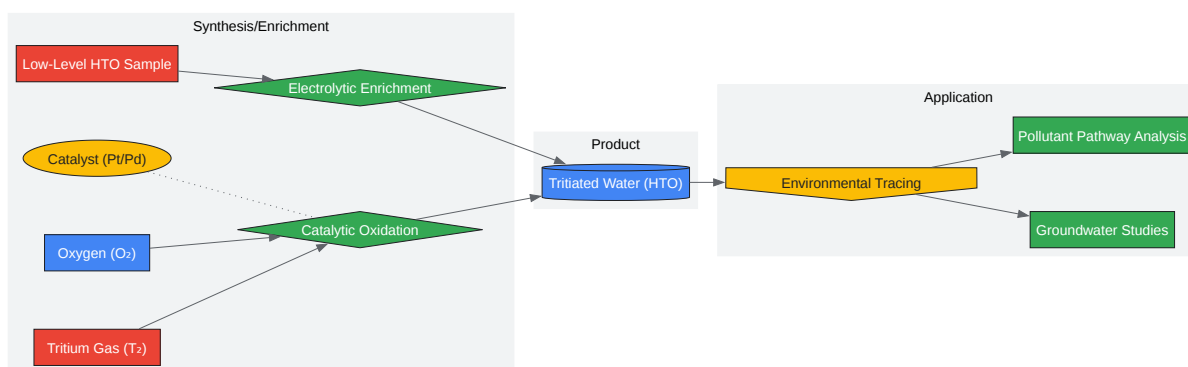 Synthesis/Enrichment
Low-Level HTO Sample
Electrolytic Enrichment
Catalyst (Pt/Pd)
Catalytic Oxidation
Oxygen (O₂)
Tritium Gas (T₂)
Product
Tritiated Water (HTO)
Application
Environmental Tracing
Pollutant Pathway Analysis
Groundwater Studies